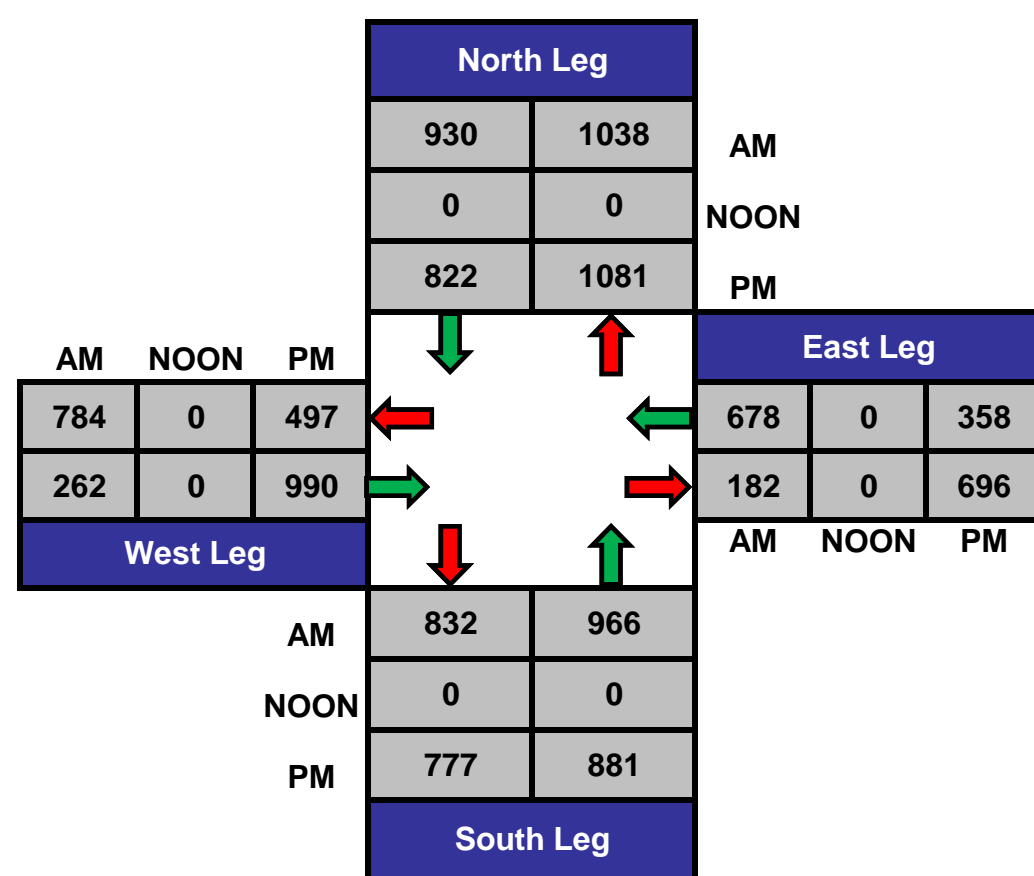 North Leg
930 1038 AM
0 0 NOON
822 1081 PM
East Leg
AM NOON PM
784 0 497 678 0 358
262 0 990 182 0 696
West Leg AM NOON PM
AM 832 966
NOON 0 0
PM 777 881
South Leg